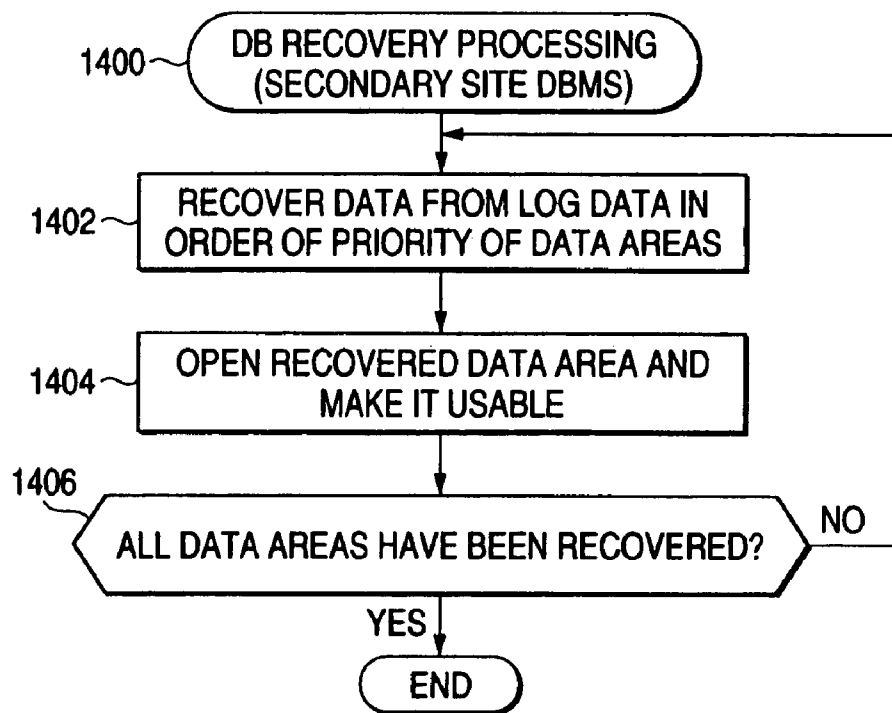 1400
DB RECOVERY PROCESSING
(SECONDARY SITE DBMS)
1402
RECOVER DATA FROM LOG DATA IN
ORDER OF PRIORITY OF DATA AREAS
1404
OPEN RECOVERED DATA AREA AND
MAKE IT USABLE
1406
ALL DATA AREAS HAVE BEEN RECOVERED?
NO
YES
END